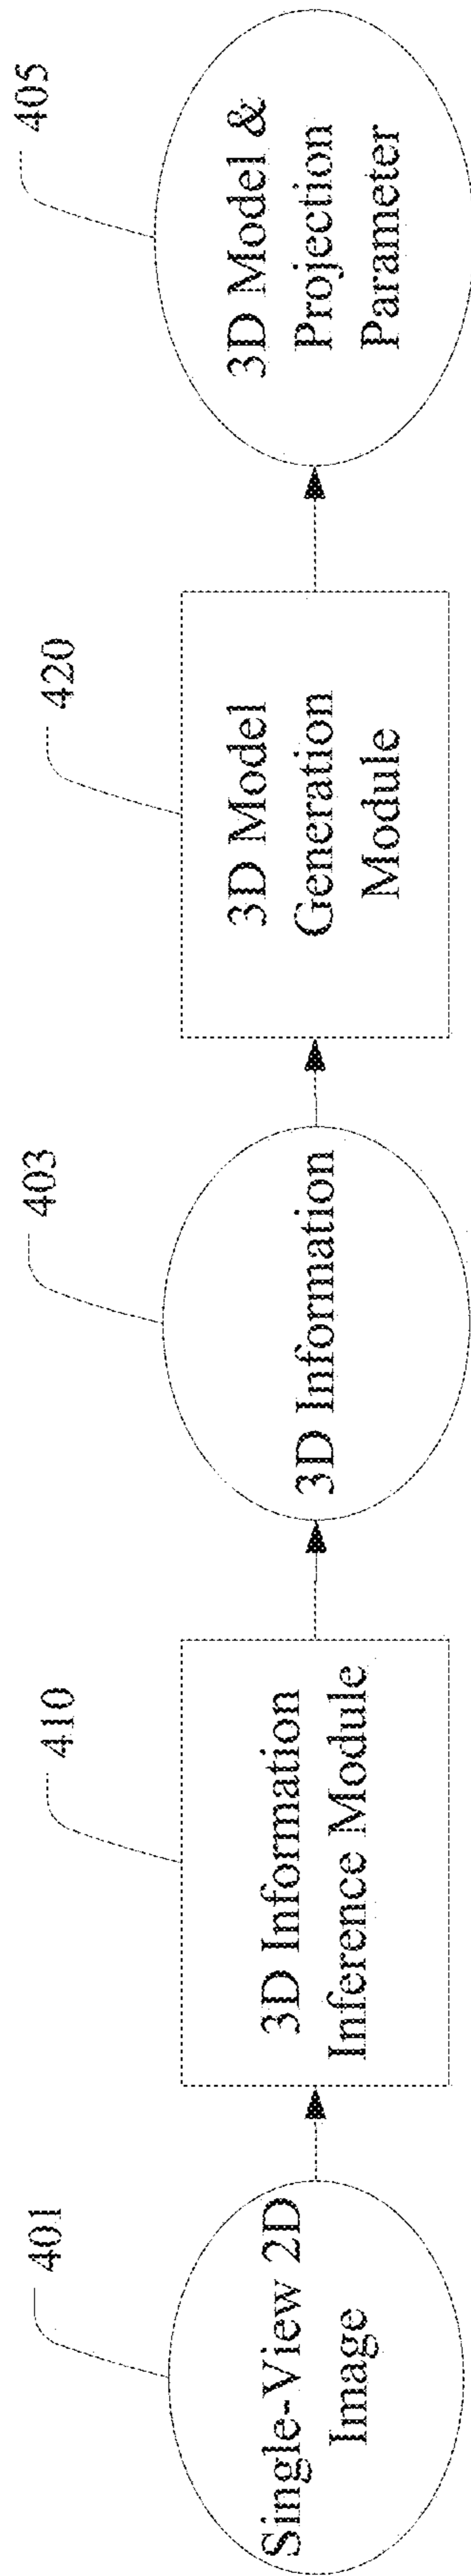 401
Single-View 2D
Image
410
3D Information
Inference Module
403
3D Information
420
3D Model
Generation
Module
405
3D Model &
Projection
Parameter